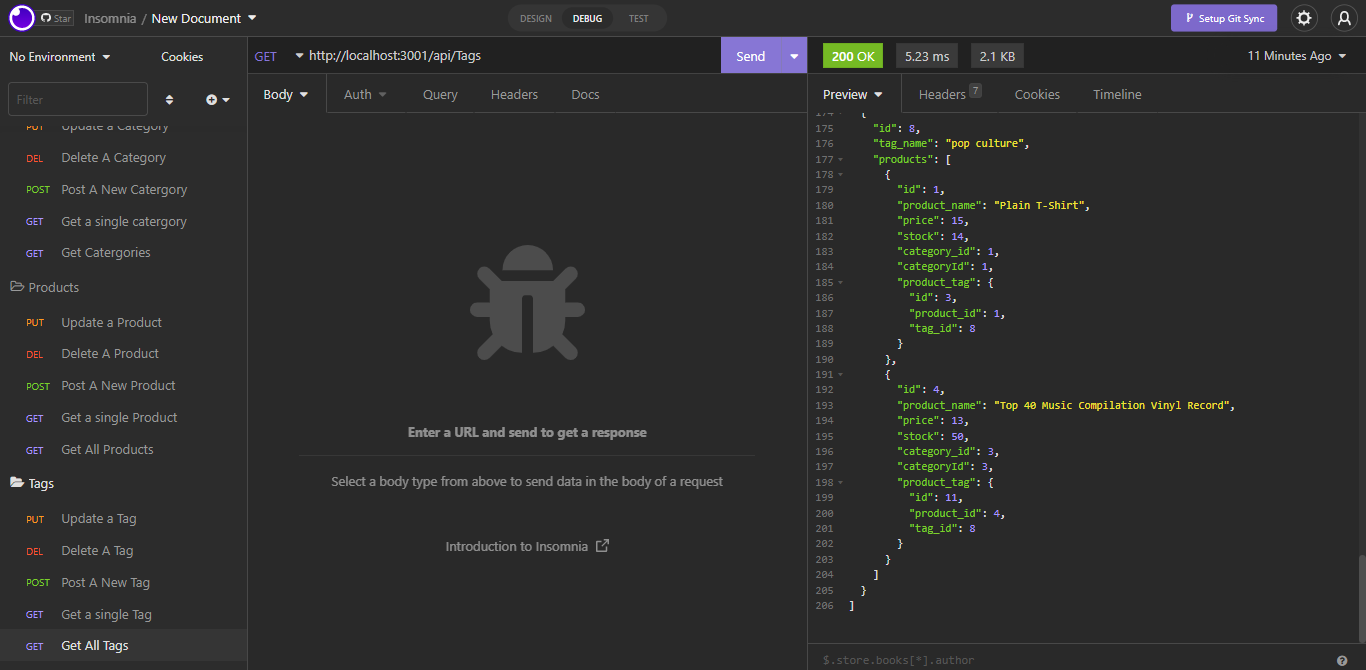 Star
Insomnia / New Document
DESIGN DEBUG TEST
Setup Git Sync
No Environment
Cookies
GET http://localhost:3001/api/Tags
Send
200 OK 5.23 ms 2.1 KB
11 Minutes Ago
Filter
Body Auth Query Headers Docs
Preview Headers 7 Cookies Timeline
PUT Update a Category
DEL Delete A Category
POST Post A New Catergory
GET Get a single catergory
GET Get Catergories
Products
PUT Update a Product
DEL Delete A Product
POST Post A New Product
GET Get a single Product
GET Get All Products
Tags
PUT Update a Tag
DEL Delete A Tag
POST Post A New Tag
GET Get a single Tag
GET Get All Tags
Enter a URL and send to get a response
Select a body type from above to send data in the body of a request
Introduction to Insomnia
174 {
175 "id": 8,
176 "tag_name": "pop culture",
177 "products": [
178 {
179 "id": 1,
180 "product_name": "Plain T-Shirt",
181 "price": 15,
182 "stock": 14,
183 "category_id": 1,
184 "categoryId": 1,
185 "product_tag": {
186 "id": 3,
187 "product_id": 1,
188 "tag_id": 8
189 }
190 },
191 {
192 "id": 4,
193 "product_name": "Top 40 Music Compilation Vinyl Record",
194 "price": 13,
195 "stock": 50,
196 "category_id": 3,
197 "categoryId": 3,
198 "product_tag": {
199 "id": 11,
200 "product_id": 4,
201 "tag_id": 8
202 }
203 }
204 ]
205 }
206 ]
$.store.books[*].author